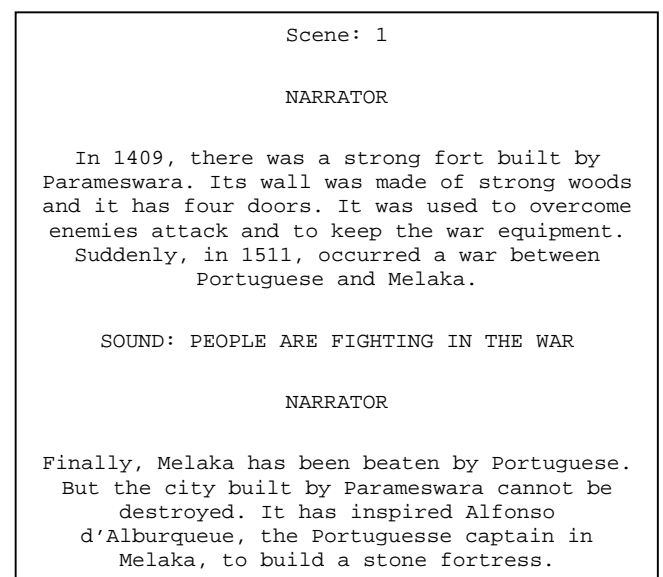 Scene: 1
NARRATOR
In 1409, there was a strong fort built by
Parameswara. Its wall was made of strong woods
and it has four doors. It was used to overcome
enemies attack and to keep the war equipment.
Suddenly, in 1511, occurred a war between
Portuguese and Melaka.
SOUND: PEOPLE ARE FIGHTING IN THE WAR
NARRATOR
Finally, Melaka has been beaten by Portuguese.
But the city built by Parameswara cannot be
destroyed. It has inspired Alfonso
d'Alburqueue, the Portuguesse captain in
Melaka, to build a stone fortress.